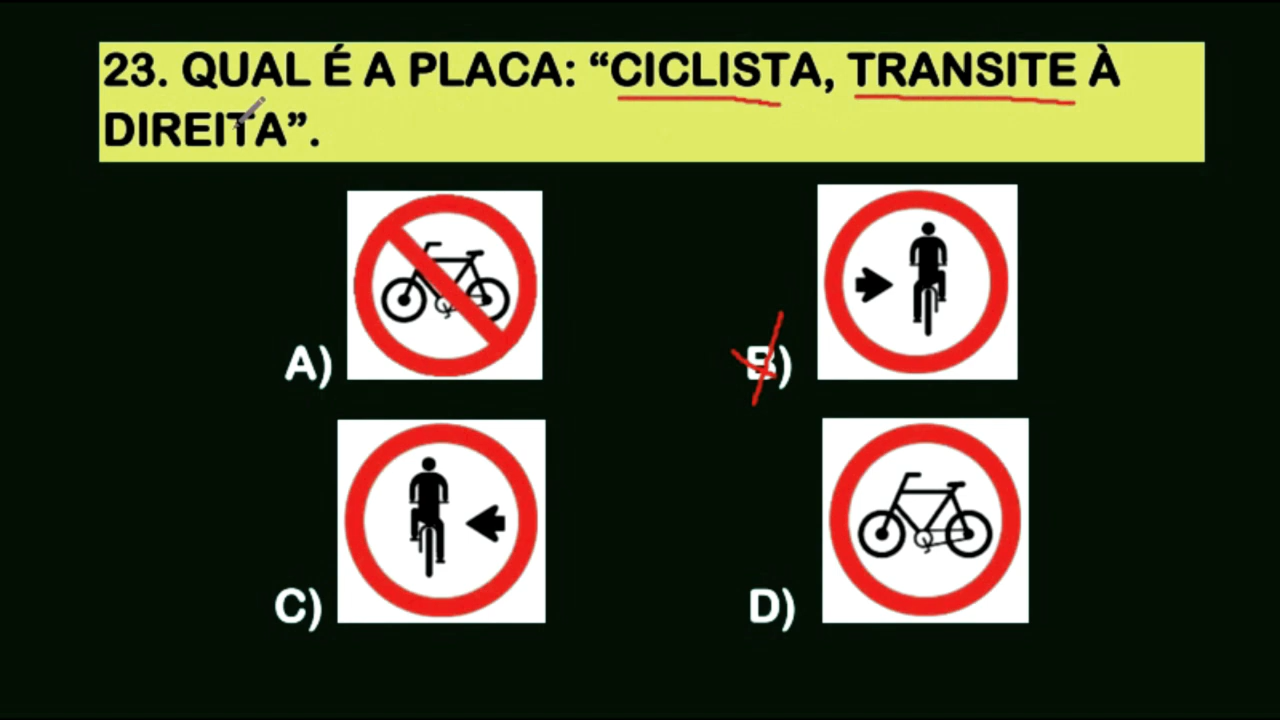 23. QUAL É A PLACA: “CICLISTA, TRANSITE À
DIREITA”.
A)
B)
C)
D)